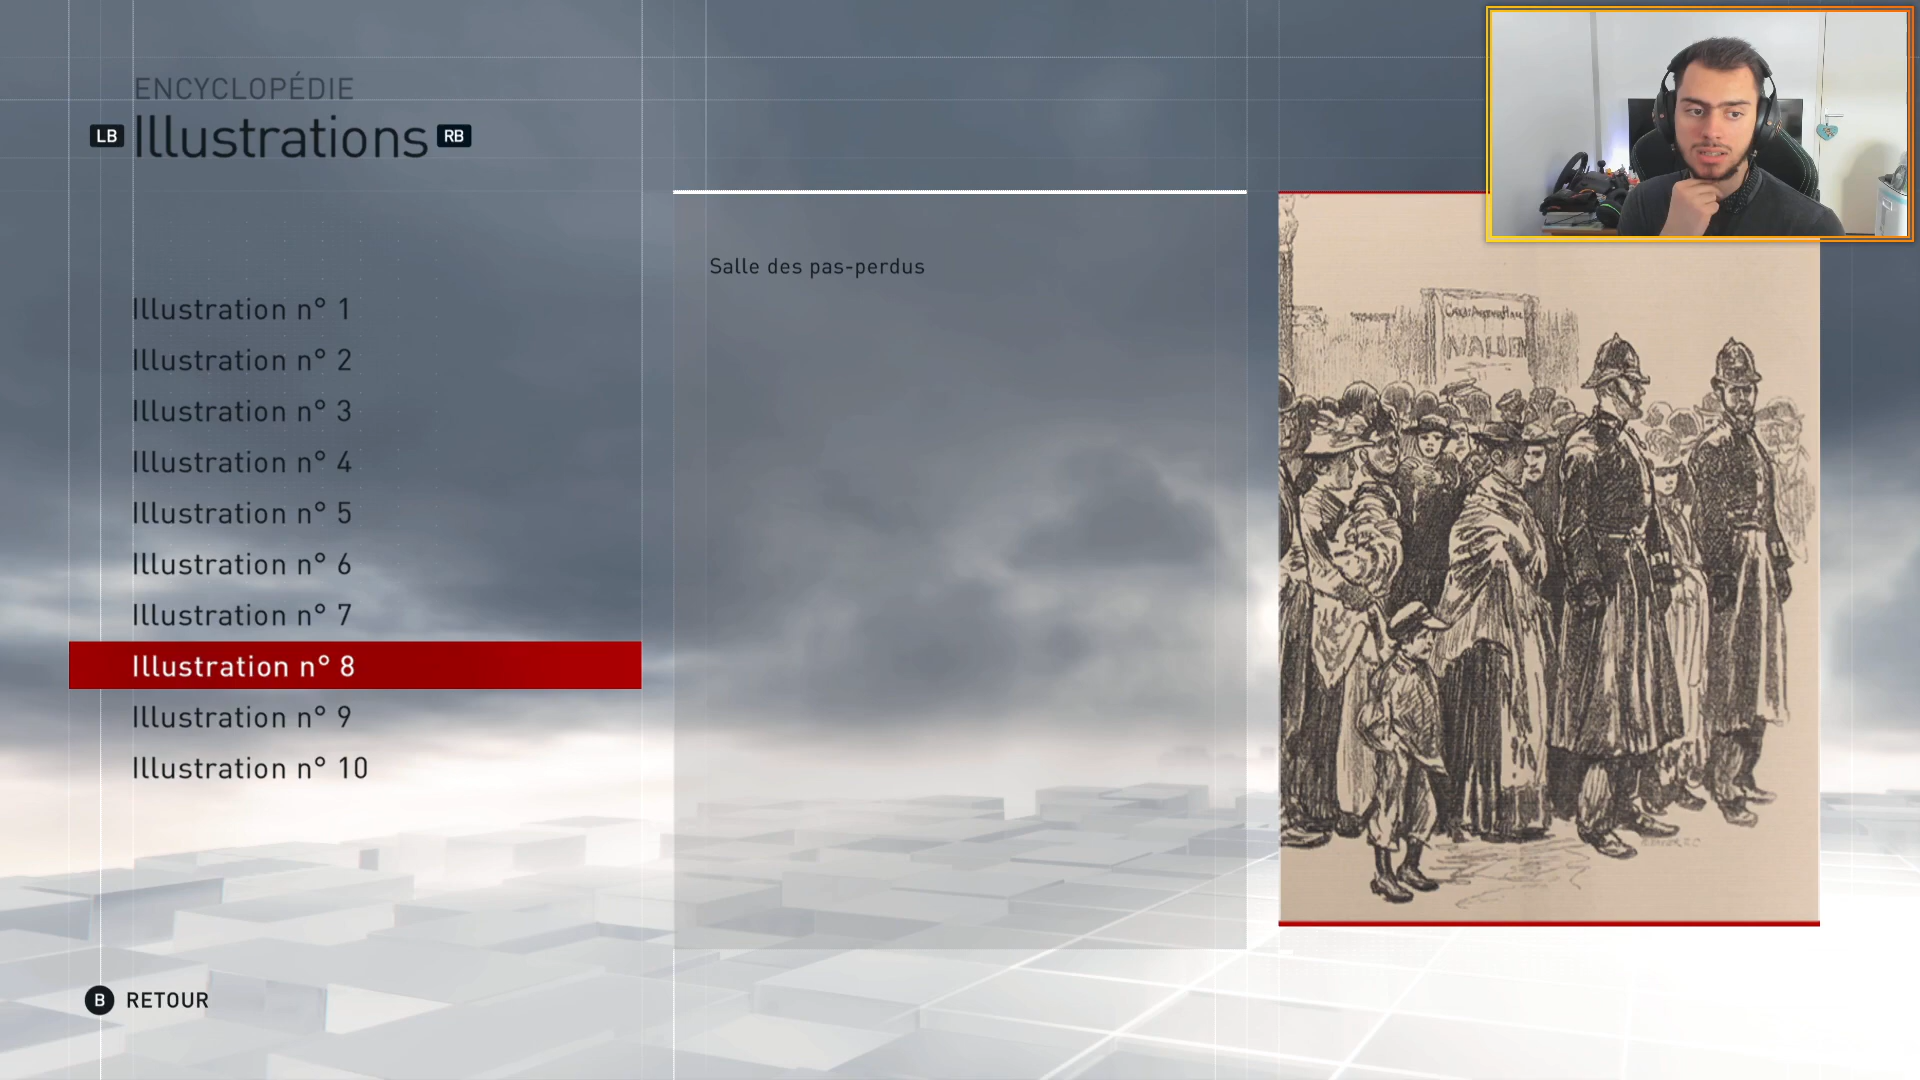 ENCYCLOPÉDIE
LB Illustrations RB
Illustration n° 1
Illustration n° 2
Illustration n° 3
Illustration n° 4
Illustration n° 5
Illustration n° 6
Illustration n° 7
Illustration n° 8
Illustration n° 9
Illustration n° 10
Salle des pas-perdus
B RETOUR